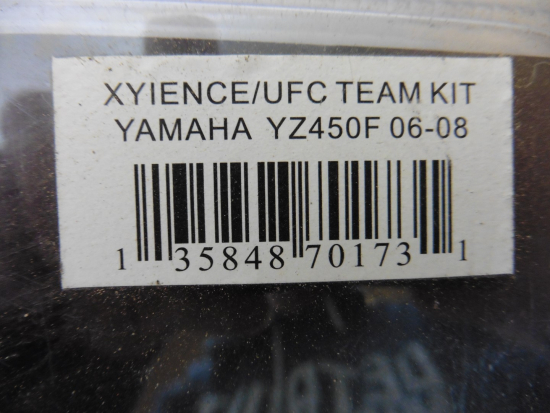 XYIENCE/UFC TEAM KIT
YAMAHA YZ450F 06-08
1 35848 70173 1